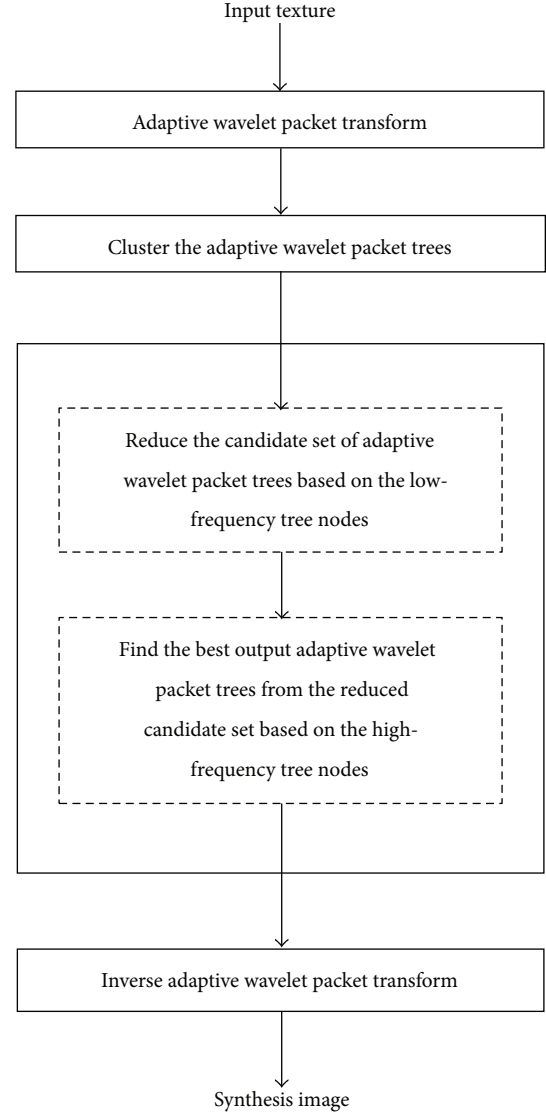 Input texture
Adaptive wavelet packet transform
Cluster the adaptive wavelet packet trees
Reduce the candidate set of adaptive
wavelet packet trees based on the low-
frequency tree nodes
Find the best output adaptive wavelet
packet trees from the reduced
candidate set based on the high-
frequency tree nodes
Inverse adaptive wavelet packet transform
Synthesis image